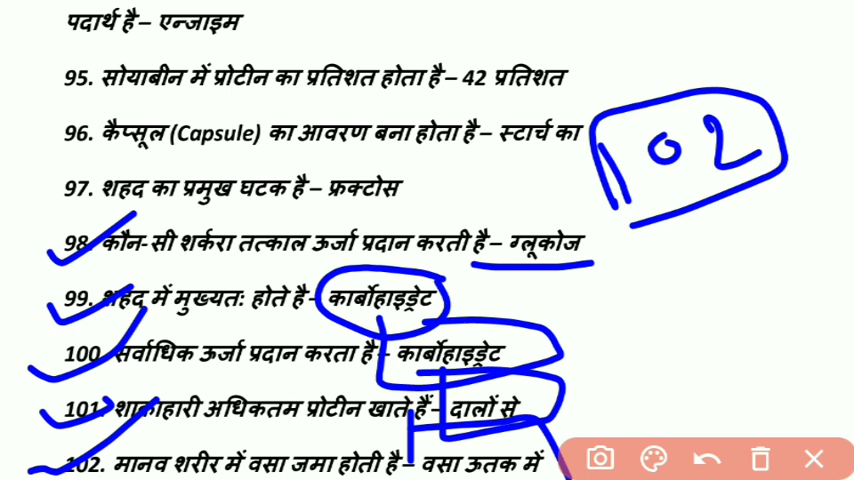 पदार्थ है – एन्जाइम
95. सोयाबीन में प्रोटीन का प्रतिशत होता है – 42 प्रतिशत
96. कैप्सूल (Capsule) का आवरण बना होता है – स्टार्च का
102
97. शहद का प्रमुख घटक है – फ्रक्टोस
98. कौन-सी शर्करा तत्काल ऊर्जा प्रदान करती है – ग्लूकोज
99. शहद में मुख्यतः होते है - कार्बोहाइड्रेट
100. सर्वाधिक ऊर्जा प्रदान करता है – कार्बोहाइड्रेट
101. शाकाहारी अधिकतम प्रोटीन खाते हैं – दालों से
102. मानव शरीर में वसा जमा होती है – वसा ऊतक में